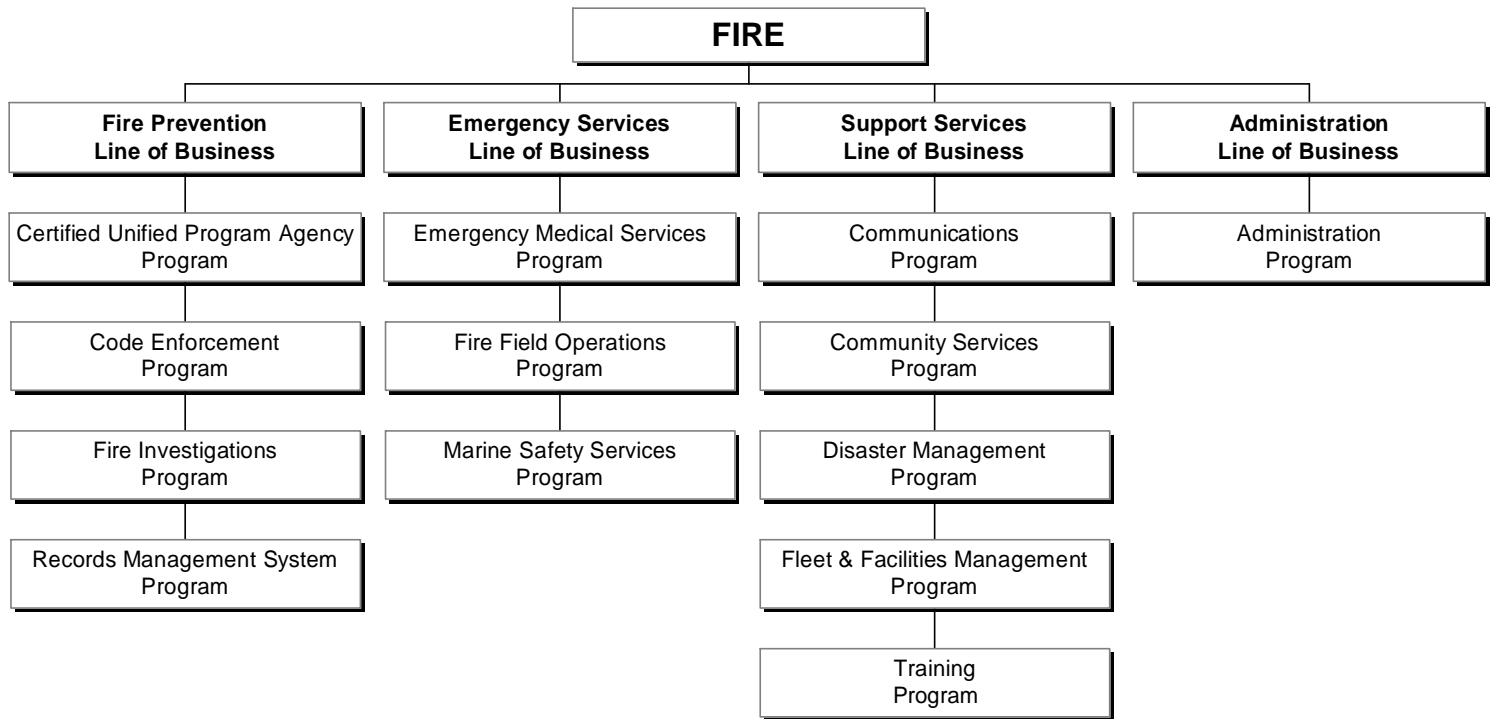 FIRE
Fire Prevention
Line of Business
Emergency Services
Line of Business
Support Services
Line of Business
Administration
Line of Business
Certified Unified Program Agency
Program
Emergency Medical Services
Program
Communications
Program
Administration
Program
Code Enforcement
Program
Fire Field Operations
Program
Community Services
Program
Fire Investigations
Program
Marine Safety Services
Program
Disaster Management
Program
Records Management System
Program
Fleet & Facilities Management
Program
Training
Program